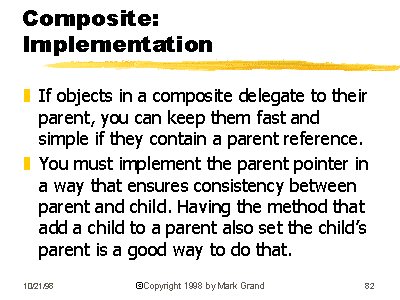 Composite:
Implementation
If objects in a composite delegate to their
parent, you can keep them fast and
simple if they contain a parent reference.
You must implement the parent pointer in
a way that ensures consistency between
parent and child. Having the method that
add a child to a parent also set the child's
parent is a good way to do that.
10/21/98 ©Copyright 1998 by Mark Grand 82